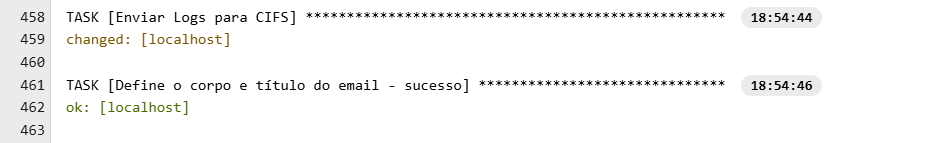 458 TASK [Enviar Logs para CIFS] *************************************************** 18:54:44
459 changed: [localhost]
460
461 TASK [Define o corpo e título do email - sucesso] ****************************** 18:54:46
462 ok: [localhost]
463